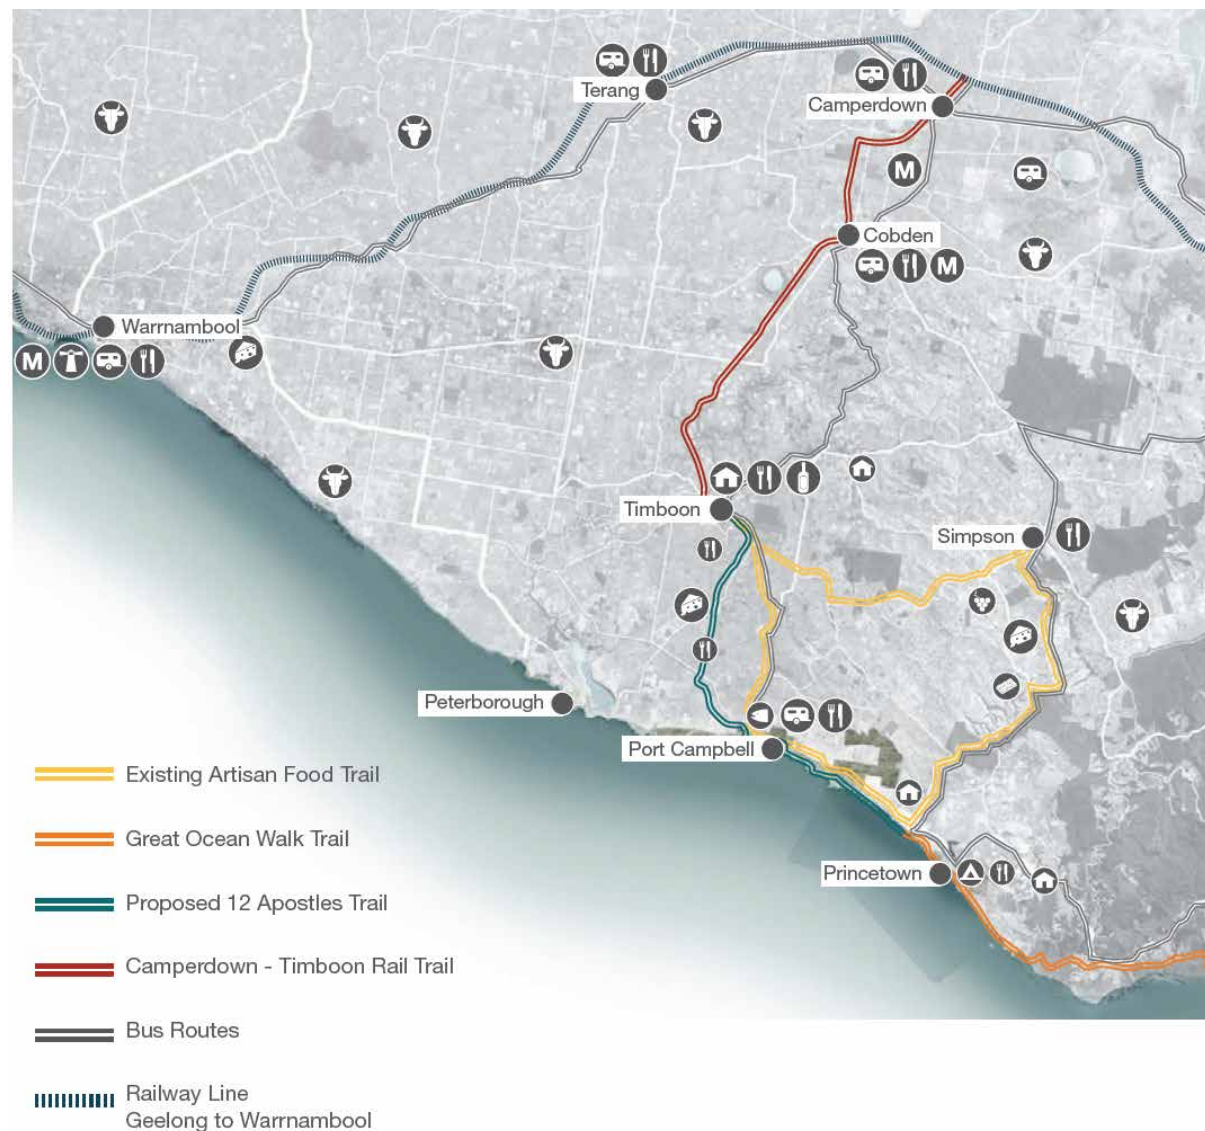 Terang
Camperdown
M
Cobden
M
Warrnambool
M
Timboon
Simpson
Peterborough
Port Campbell
Princetown
Existing Artisan Food Trail
Great Ocean Walk Trail
Proposed 12 Apostles Trail
Camperdown - Timboon Rail Trail
Bus Routes
Railway Line
Geelong to Warrnambool